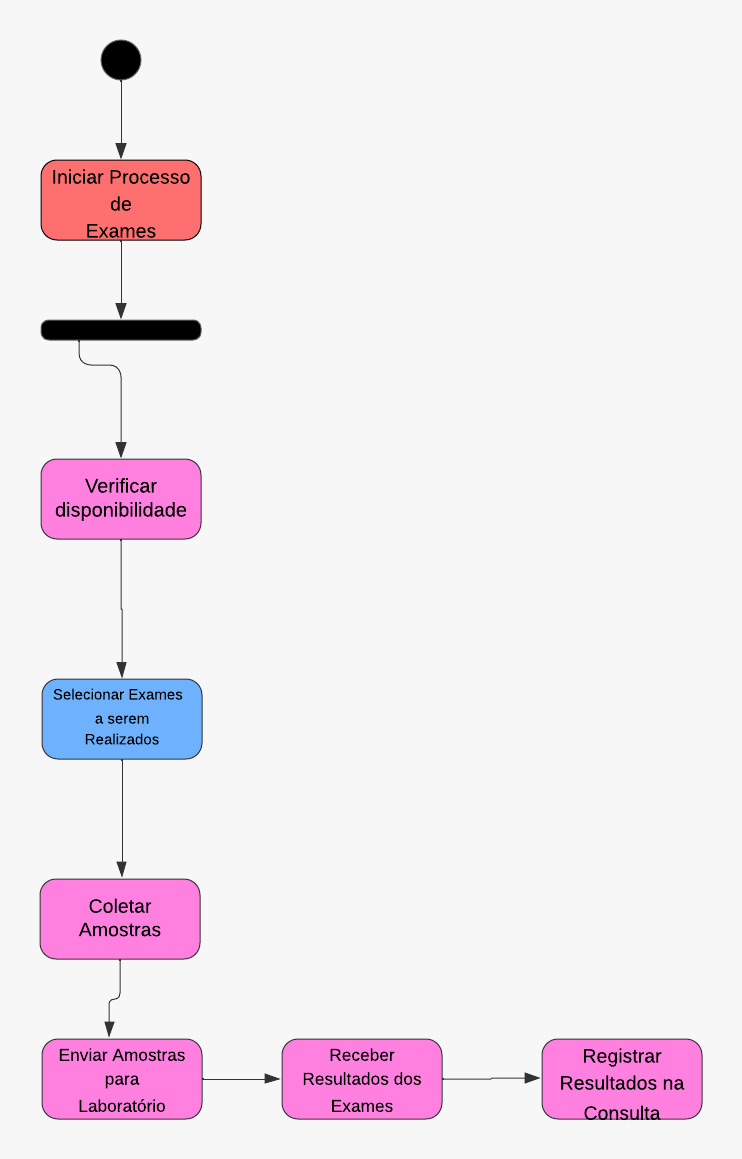 Iniciar Processo
de
Exames
Verificar
disponibilidade
Selecionar Exames
a serem
Realizados
Coletar
Amostras
Enviar Amostras
para
Laboratório
Receber
Resultados dos
Exames
Registrar
Resultados na
Consulta